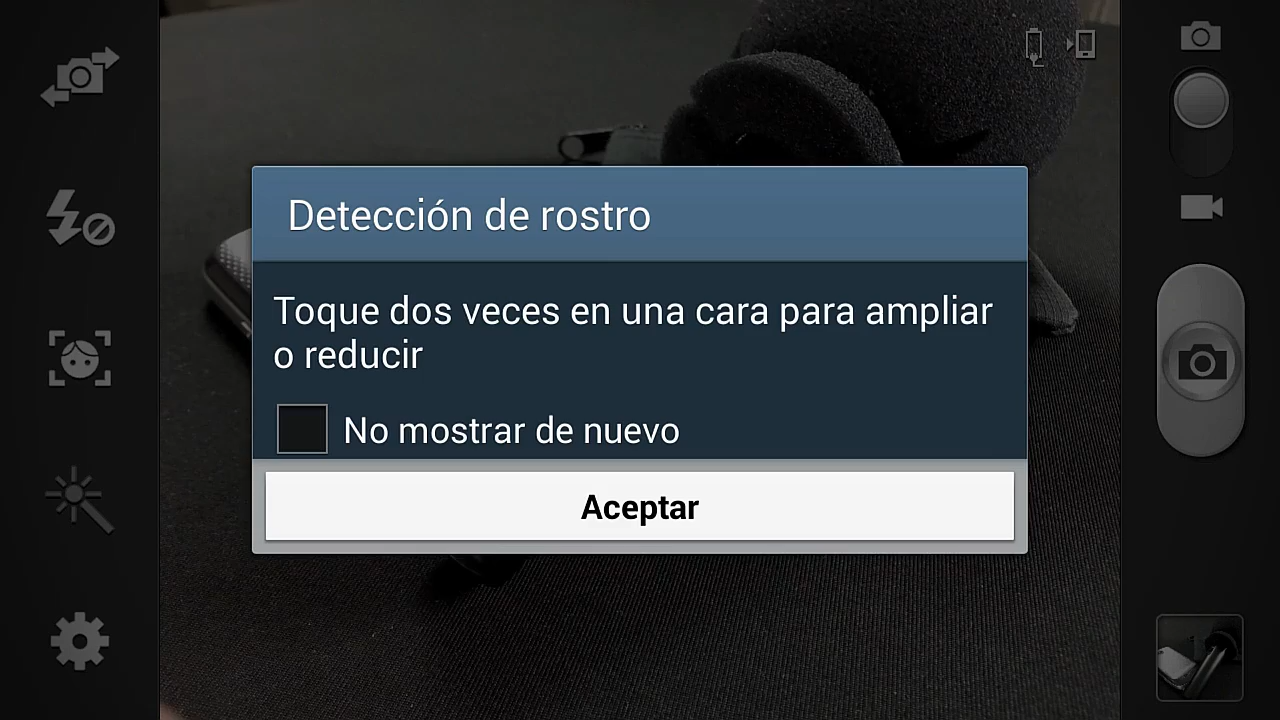 Detección de rostro
Toque dos veces en una cara para ampliar
o reducir
No mostrar de nuevo
Aceptar